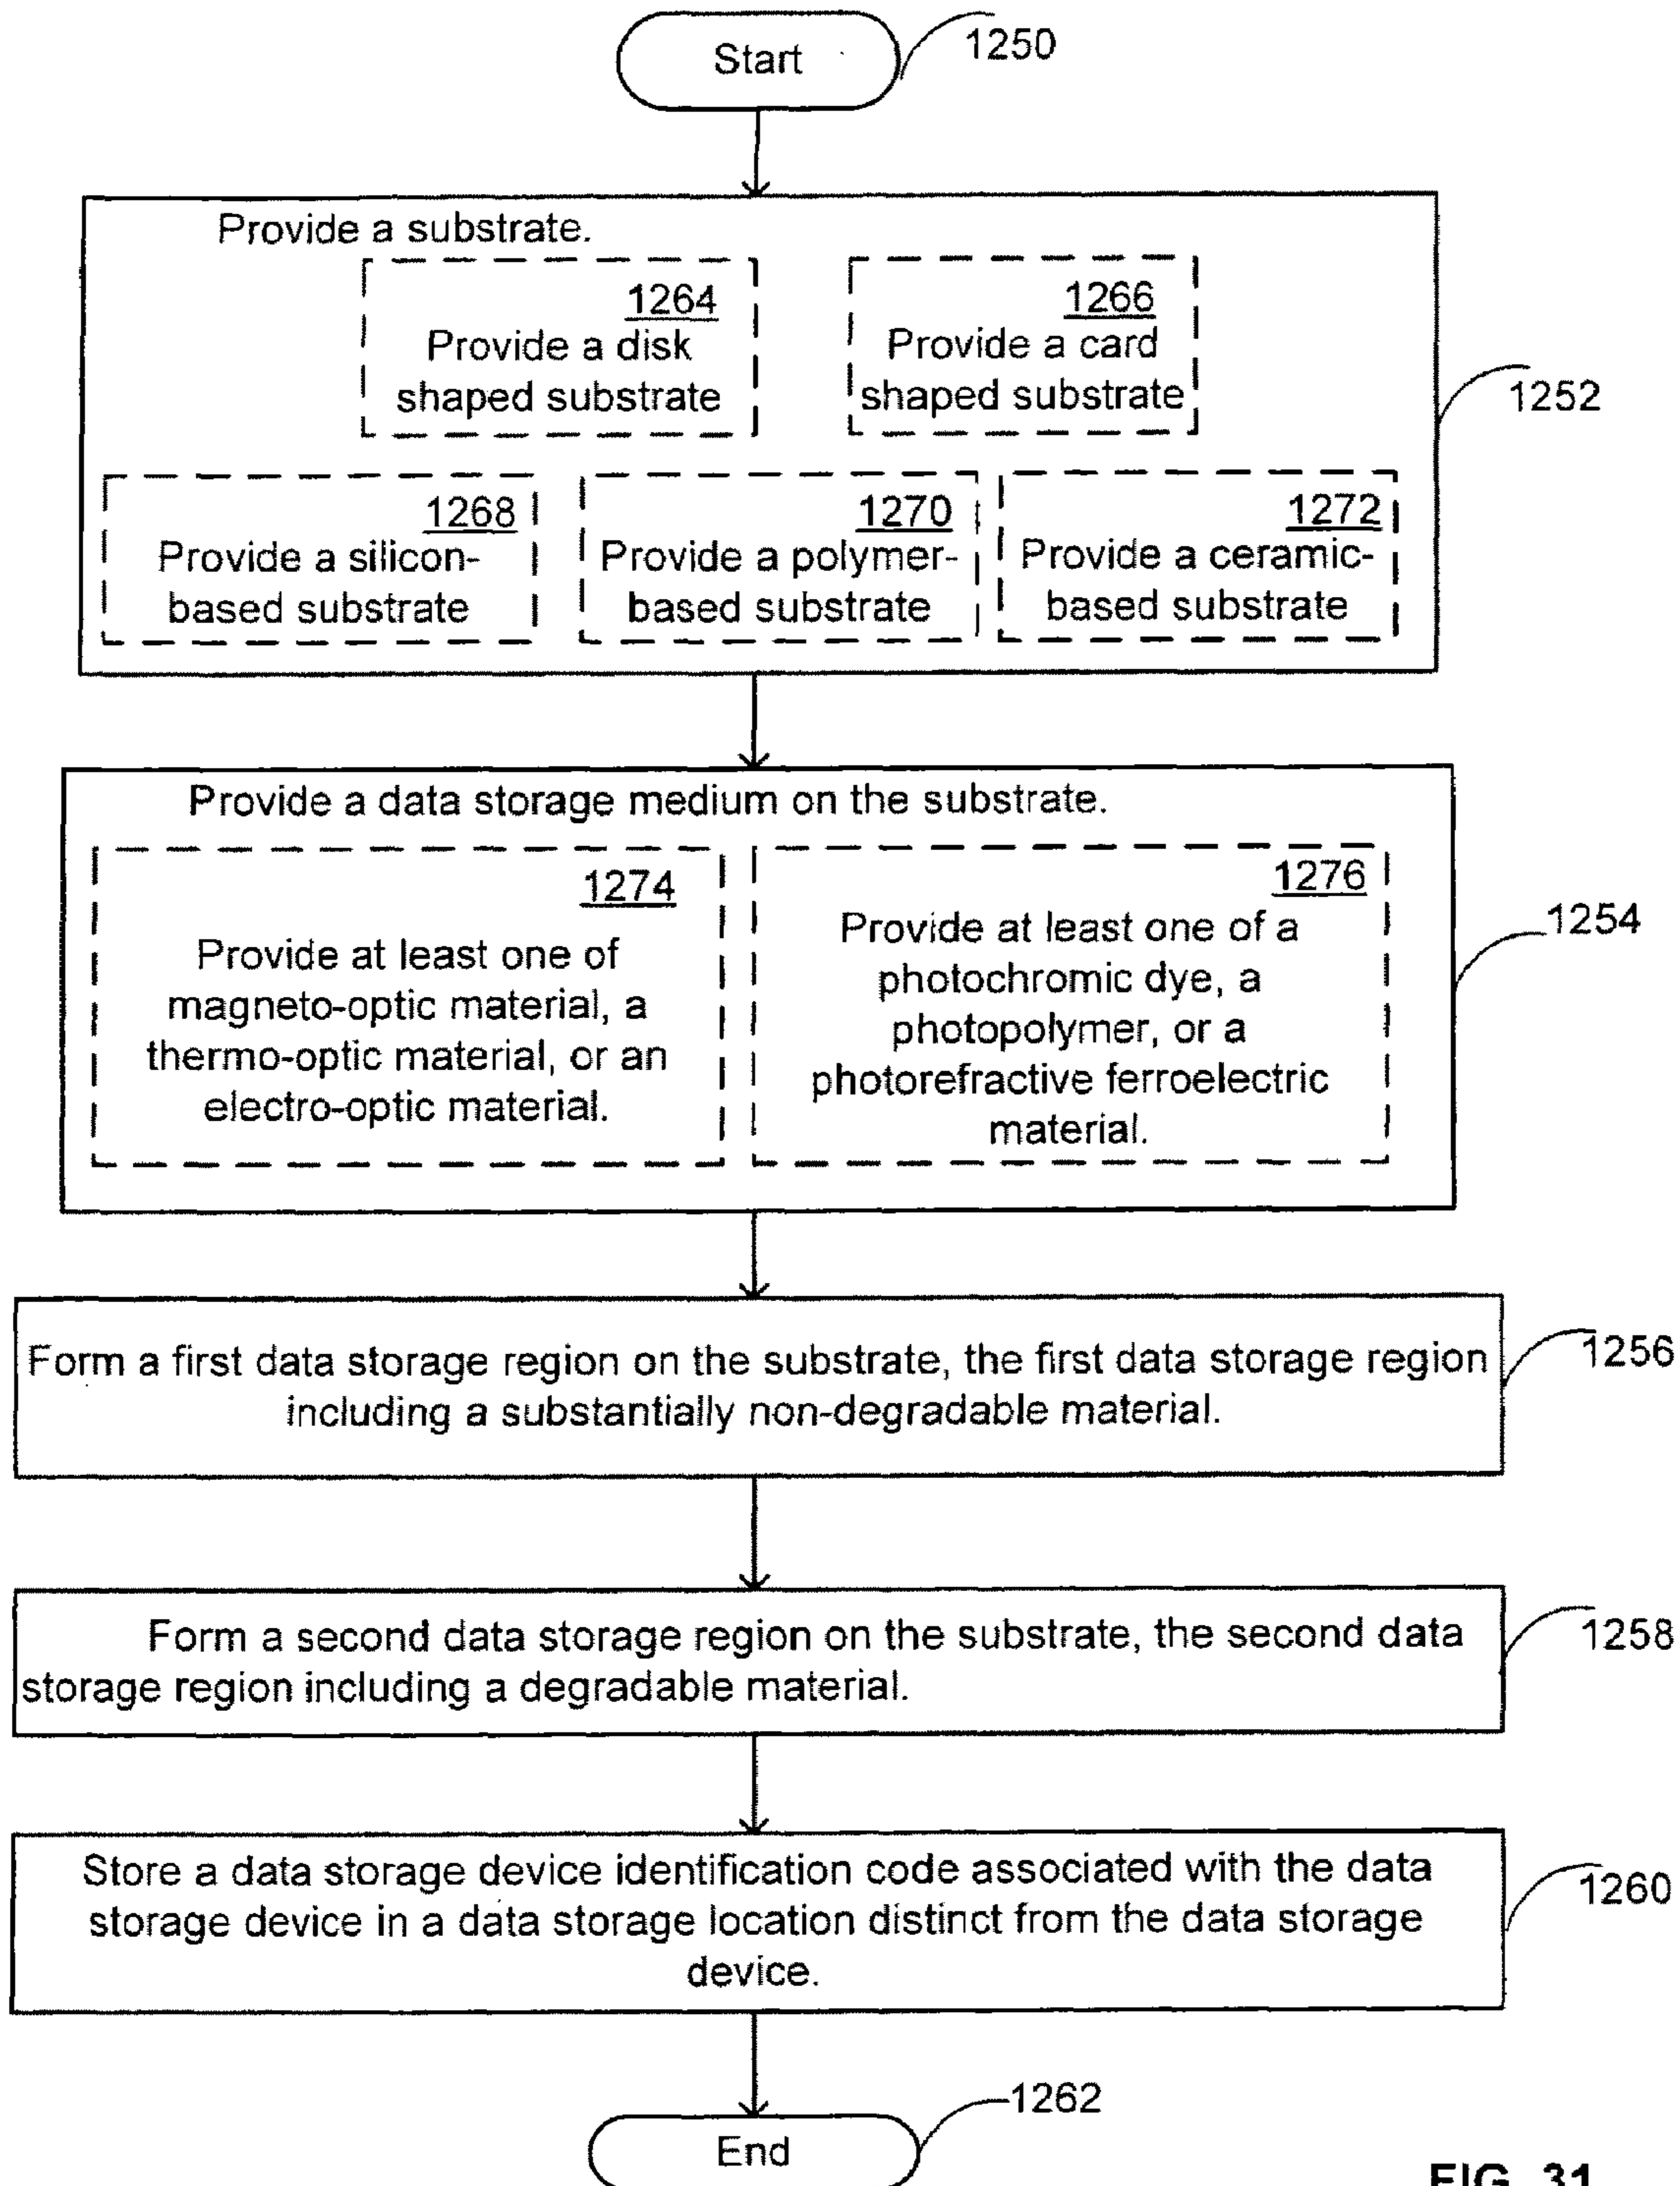 Start
1250
Provide a substrate.
1264
Provide a disk
shaped substrate
1266
Provide a card
shaped substrate
1252
1268
Provide a silicon-
based substrate
1270
Provide a polymer-
based substrate
1272
Provide a ceramic-
based substrate
Provide a data storage medium on the substrate.
1274
Provide at least one of
magneto-optic material, a
thermo-optic material, or an
electro-optic material.
1276
Provide at least one of a
photochromic dye, a
photopolymer, or a
photorefractive ferroelectric
material.
1254
Form a first data storage region on the substrate, the first data storage region
including a substantially non-degradable material.
1256
Form a second data storage region on the substrate, the second data
storage region including a degradable material.
1258
Store a data storage device identification code associated with the data
storage device in a data storage location distinct from the data storage
device.
1260
End
1262
FIG. 31